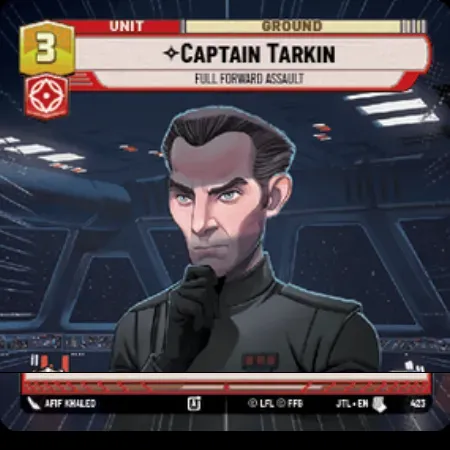 UNIT GROUND
3
CAPTAIN TARKIN
FULL FORWARD ASSAULT
AFIF KHALED
© LFL © FFG
JTL • EN
423